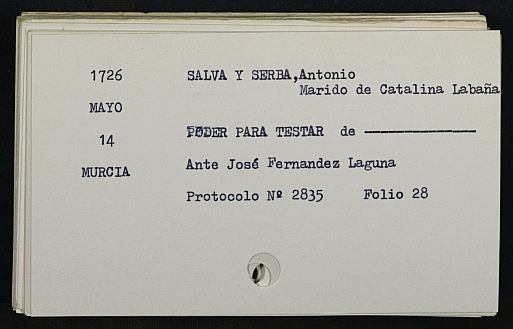 1726 SALVA Y SERBA,Antonio
Marido de Catalina Labaña
MAYO
14 PODER PARA TESTAR de ———————
MURCIA Ante José Fernandez Laguna
Protocolo Nº 2835 Folio 28